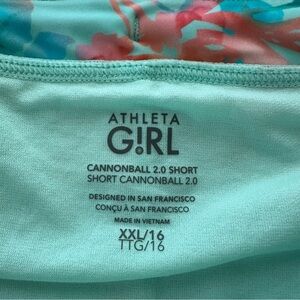 ATHLETA
G!RL
CANNONBALL 2.0 SHORT
SHORT CANNONBALL 2.0
DESIGNED IN SAN FRANCISCO
CONÇU À SAN FRANCISCO
MADE IN VIETNAM
XXL/16
TTG/16